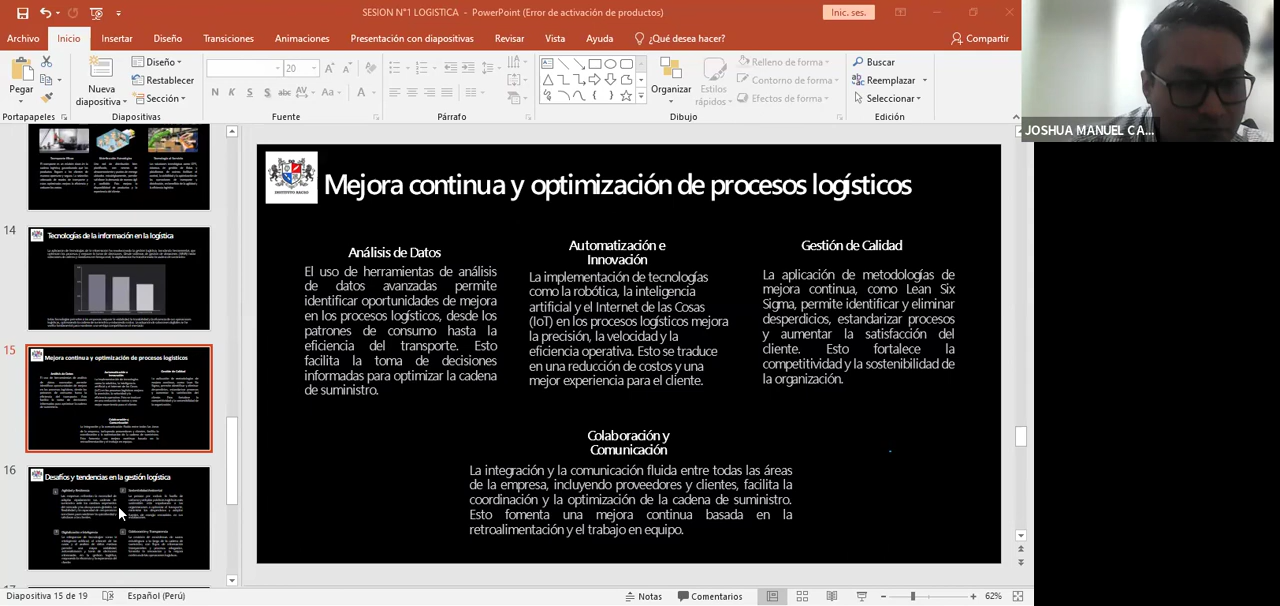 SESION N°1 LOGISTICA - PowerPoint (Error de activación de productos)
Inic. ses.
Archivo Inicio Insertar Diseño Transiciones Animaciones Presentación con diapositivas Revisar Vista Ayuda ¿Qué desea hacer? Compartir
Pegar
Portapapeles
Nueva
diapositiva
Diseño
Restablecer
Sección
Diapositivas
20
N K S S abc AV Aa A
Fuente
Párrafo
Organizar
Estilos
rápidos
Relleno de forma
Contorno de forma
Efectos de forma
Dibujo
Buscar
Reemplazar
Seleccionar
Edición
JOSHUA MANUEL CA...
14
Tecnologías de la información en la logística
15
Mejora continua y optimización de procesos logísticos
16
Desafíos y tendencias en la gestión logística
Mejora continua y optimización de procesos logísticos
Análisis de Datos
El uso de herramientas de análisis
de datos avanzadas permite
identificar oportunidades de mejora
en los procesos logísticos, desde los
patrones de consumo hasta la
eficiencia del transporte. Esto
facilita la toma de decisiones
informadas para optimizar la cadena
de suministro.
Automatización e
Innovación
La implementación de tecnologías
como la robótica, la inteligencia
artificial y el Internet de las Cosas
(IoT) en los procesos logísticos mejora
la precisión, la velocidad y la
eficiencia operativa. Esto se traduce
en una reducción de costos y una
mejor experiencia para el cliente.
Gestión de Calidad
La aplicación de metodologías de
mejora continua, como Lean Six
Sigma, permite identificar y eliminar
desperdicios, estandarizar procesos
y aumentar la satisfacción del
cliente. Esto fortalece la
competitividad y la sostenibilidad de
la organización.
Colaboración y
Comunicación
La integración y la comunicación fluida entre todas las áreas
de la empresa, incluyendo proveedores y clientes, facilita la
coordinación y la optimización de la cadena de suministro.
Esto fomenta una mejora continua basada en la
retroalimentación y el trabajo en equipo.
Diapositiva 15 de 19 Español (Perú) Notas Comentarios 62%